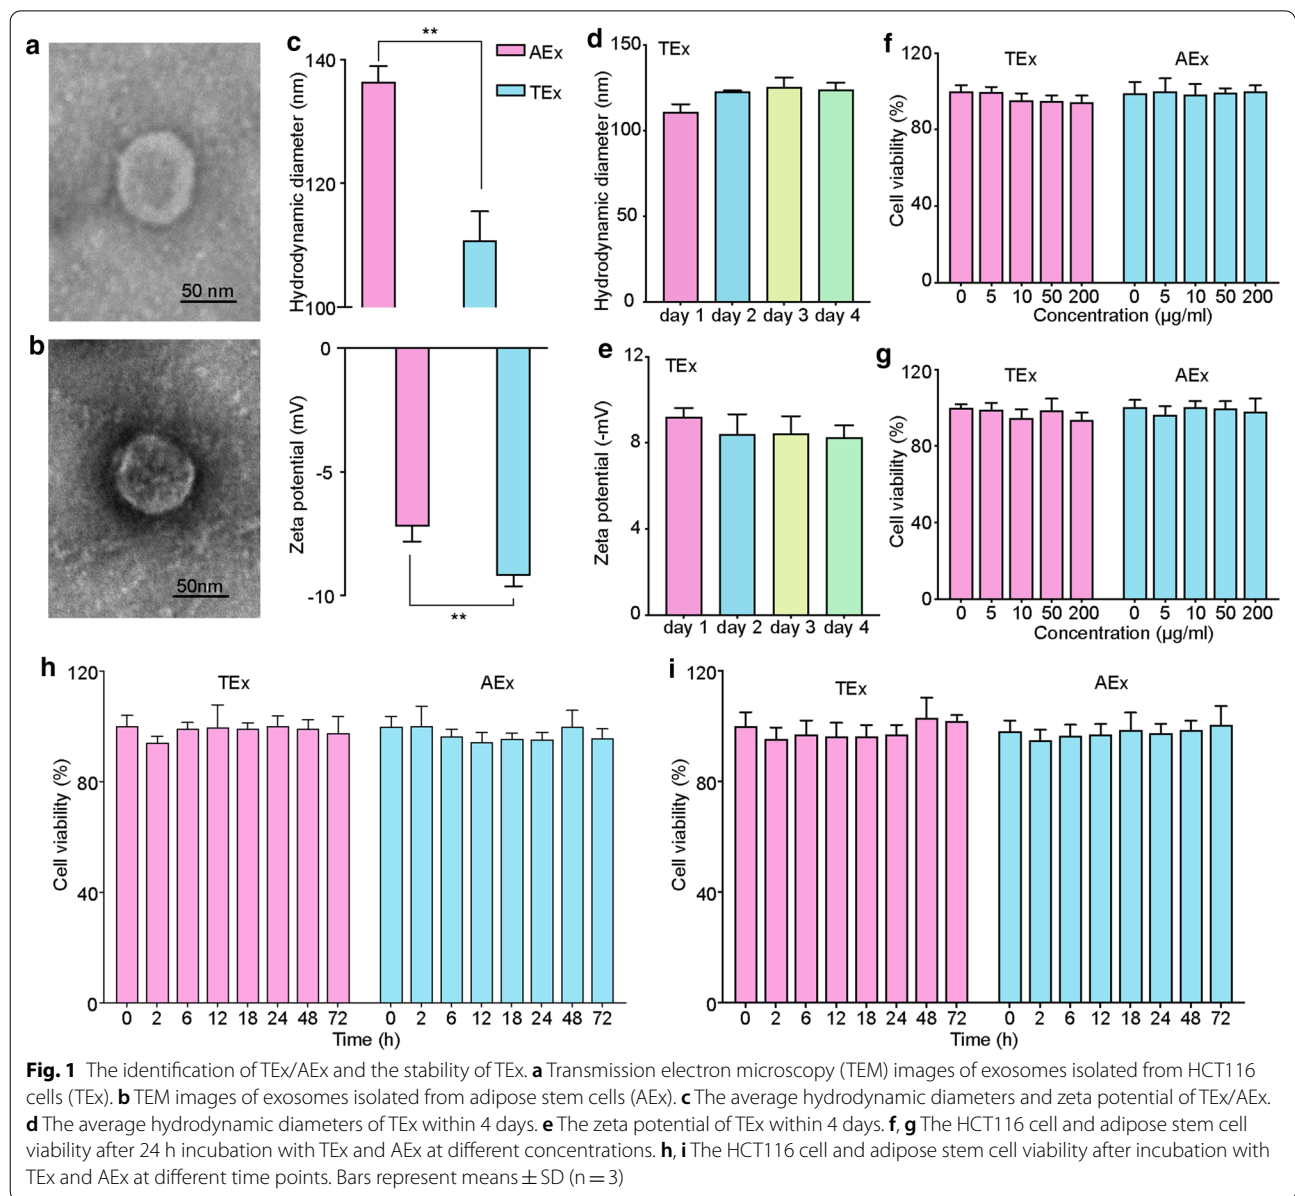 a
50 nm
b
50nm
c
**
AEx
TEx
Hydrodynamic diameter (nm)
140
120
100
Zeta potential (mV)
0
-5
-10
**
d
TEx
Hydrodynamic diameter (nm)
150
100
50
0
day 1 day 2 day 3 day 4
e
TEx
Zeta potential (-mV)
12
8
4
0
day 1 day 2 day 3 day 4
f
TEx AEx
Cell viability (%)
120
80
40
0
0 5 10 50 200 0 5 10 50 200
Concentration (µg/ml)
g
TEx AEx
Cell viability (%)
120
80
40
0
0 5 10 50 200 0 5 10 50 200
Concentration (µg/ml)
h
TEx AEx
Cell viability (%)
120
80
40
0
0 2 6 12 18 24 48 72 0 2 6 12 18 24 48 72
Time (h)
i
TEx AEx
Cell viability (%)
120
80
40
0
0 2 6 12 18 24 48 72 0 2 6 12 18 24 48 72
Time (h)
Fig. 1 The identification of TEx/AEx and the stability of TEx. a Transmission electron microscopy (TEM) images of exosomes isolated from HCT116
cells (TEx). b TEM images of exosomes isolated from adipose stem cells (AEx). c The average hydrodynamic diameters and zeta potential of TEx/AEx.
d The average hydrodynamic diameters of TEx within 4 days. e The zeta potential of TEx within 4 days. f, g The HCT116 cell and adipose stem cell
viability after 24 h incubation with TEx and AEx at different concentrations. h, i The HCT116 cell and adipose stem cell viability after incubation with
TEx and AEx at different time points. Bars represent means ± SD (n = 3)